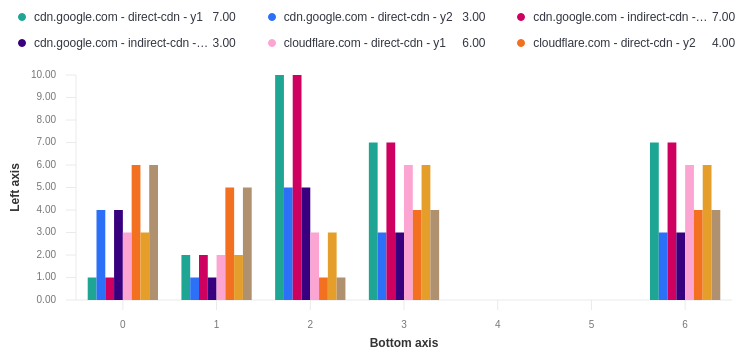 cdn.google.com - direct-cdn - y1 7.00 cdn.google.com - direct-cdn - y2 3.00 cdn.google.com - indirect-cdn -... 7.00
cdn.google.com - indirect-cdn -... 3.00 cloudflare.com - direct-cdn - y1 6.00 cloudflare.com - direct-cdn - y2 4.00
10.00
9.00
8.00
7.00
6.00
5.00
4.00
3.00
2.00
1.00
0.00
Left axis
0 1 2 3 4 5 6
Bottom axis